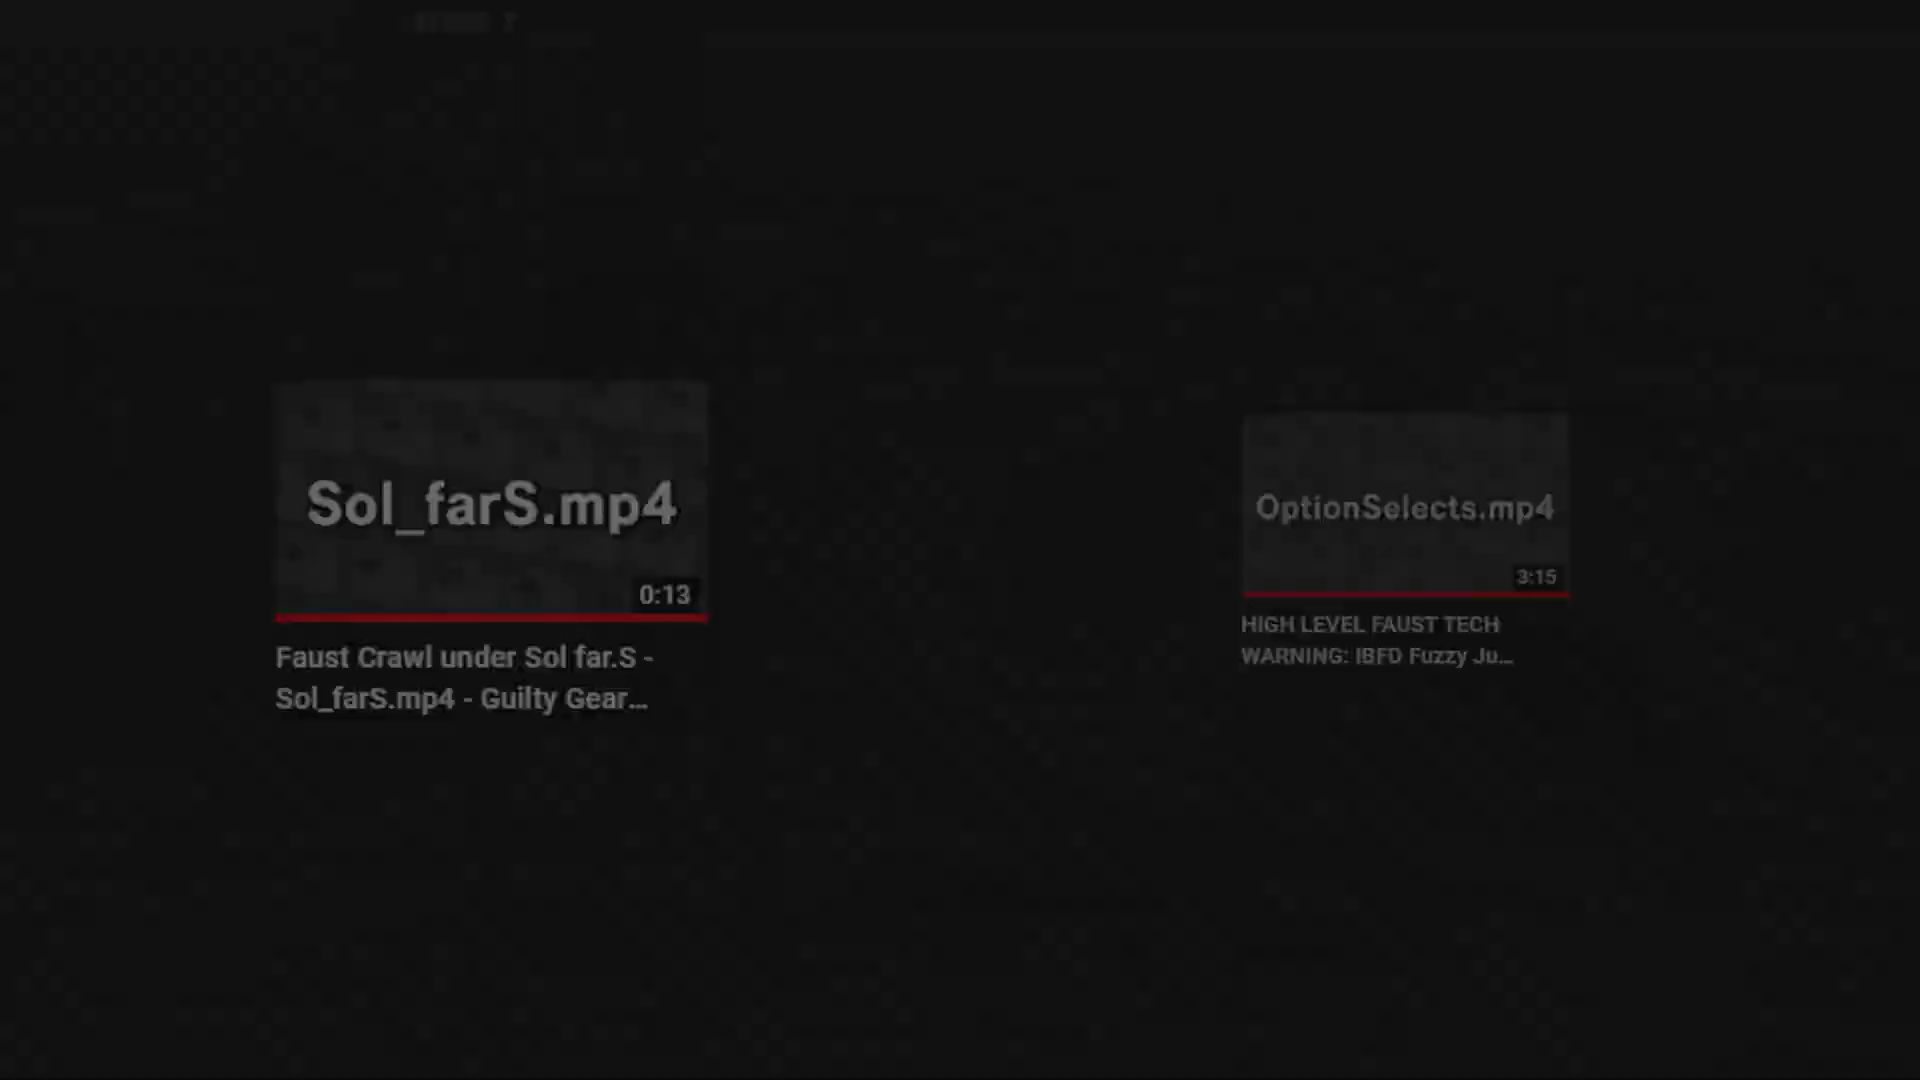 Sol_farS.mp4
0:13
Faust Crawl under Sol far.S -
Sol_farS.mp4 - Guilty Gear...
OptionSelects.mp4
3:15
HIGH LEVEL FAUST TECH
WARNING: IBFD Fuzzy Ju...